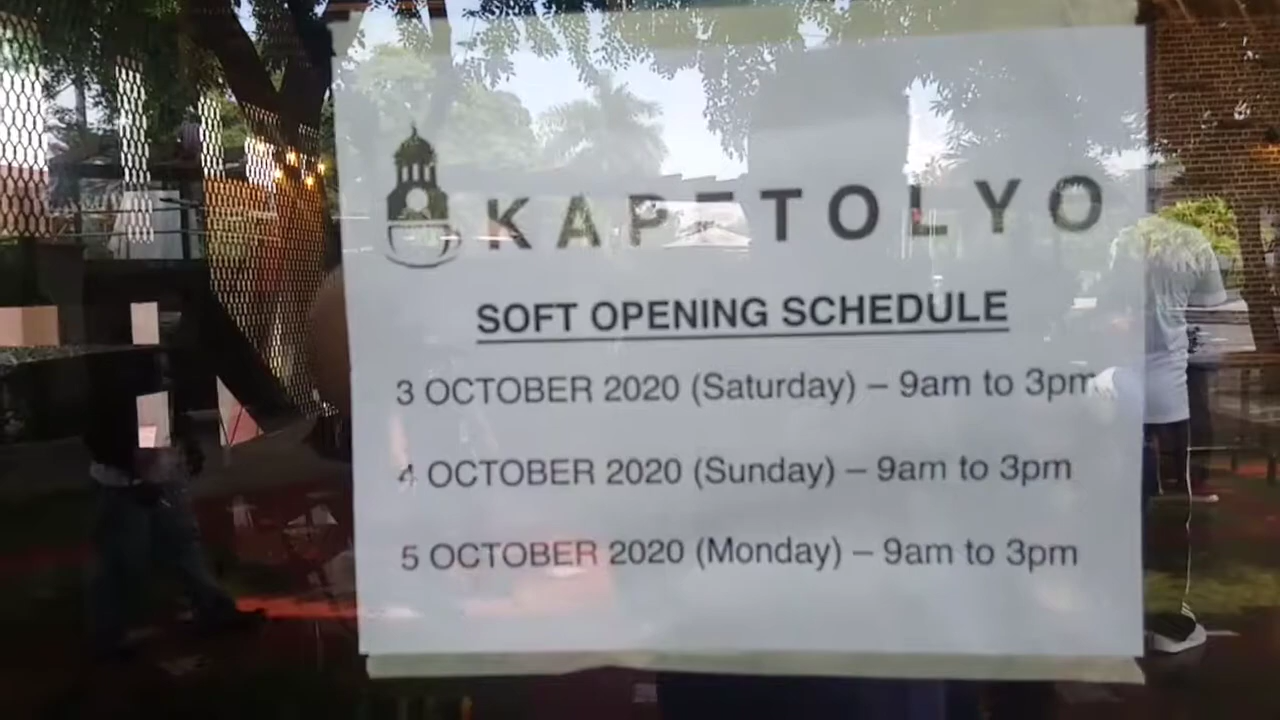 KAPETOLYO
SOFT OPENING SCHEDULE
3 OCTOBER 2020 (Saturday) – 9am to 3pm
4 OCTOBER 2020 (Sunday) – 9am to 3pm
5 OCTOBER 2020 (Monday) – 9am to 3pm